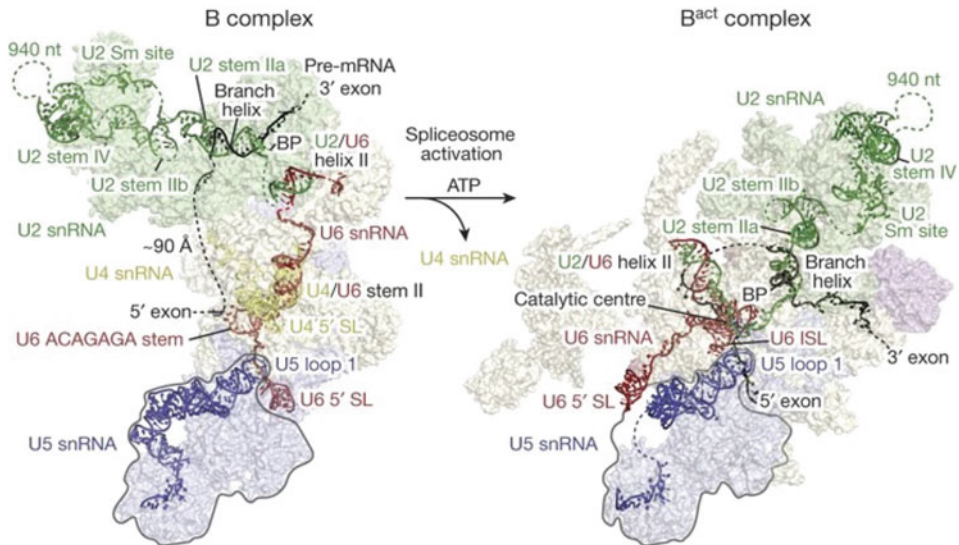 B complex
940 nt
U2 Sm site
U2 stem IIa
Pre-mRNA
3′ exon
Branch
helix
BP
U2/U6
helix II
U2 stem IV
U2 stem IIb
U2 snRNA
~90 Å
U6 snRNA
U4 snRNA
U4/U6 stem II
5′ exon
U4 5′ SL
U6 ACAGAGA stem
U5 loop 1
U6 5′ SL
U5 snRNA
Spliceosome
activation
ATP
U4 snRNA
Bact complex
940 nt
U2 snRNA
U2
stem IV
U2 stem IIb
U2
Sm site
U2 stem IIa
U2/U6 helix II
Branch
helix
BP
Catalytic centre
U6 snRNA
U6 ISL
3′ exon
U5 loop 1
U6 5′ SL
5′ exon
U5 snRNA